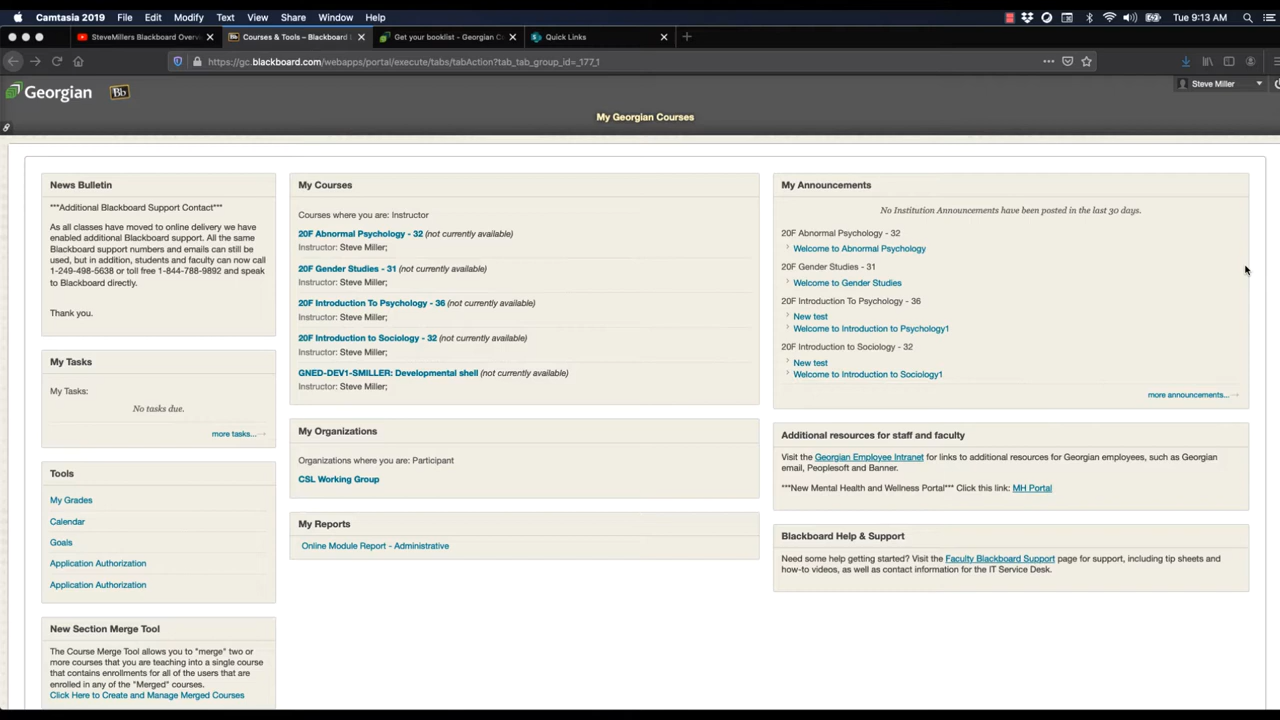 Camtasia 2019 File Edit Modify Text View Share Window Help Tue 9:13 AM
SteveMillers Blackboard Overv Courses & Tools – Blackboard L Get your booklist - Georgian C Quick Links
https://gc.blackboard.com/webapps/portal/execute/tabs/tabAction?tab_tab_group_id=_177_1
Georgian Bb Steve Miller
My Georgian Courses
News Bulletin
***Additional Blackboard Support Contact***
As all classes have moved to online delivery we
have enabled additional Blackboard support. All the same
Blackboard support numbers and emails can still be
used, but in addition, students and faculty can now call
1-249-498-5638 or toll free 1-844-788-9892 and speak
to Blackboard directly.
Thank you.
My Tasks
My Tasks:
No tasks due.
more tasks...
Tools
My Grades
Calendar
Goals
Application Authorization
Application Authorization
New Section Merge Tool
The Course Merge Tool allows you to "merge" two or
more courses that you are teaching into a single course
that contains enrollments for all of the users that are
enrolled in any of the "Merged" courses.
Click Here to Create and Manage Merged Courses
My Courses
Courses where you are: Instructor
20F Abnormal Psychology - 32 (not currently available)
Instructor: Steve Miller;
20F Gender Studies - 31 (not currently available)
Instructor: Steve Miller;
20F Introduction To Psychology - 36 (not currently available)
Instructor: Steve Miller;
20F Introduction to Sociology - 32 (not currently available)
Instructor: Steve Miller;
GNED-DEV1-SMILLER: Developmental shell (not currently available)
Instructor: Steve Miller;
My Organizations
Organizations where you are: Participant
CSL Working Group
My Reports
Online Module Report - Administrative
My Announcements
No Institution Announcements have been posted in the last 30 days.
20F Abnormal Psychology - 32
Welcome to Abnormal Psychology
20F Gender Studies - 31
Welcome to Gender Studies
20F Introduction To Psychology - 36
New test
Welcome to Introduction to Psychology1
20F Introduction to Sociology - 32
New test
Welcome to Introduction to Sociology1
more announcements...
Additional resources for staff and faculty
Visit the Georgian Employee Intranet for links to additional resources for Georgian employees, such as Georgian
email, Peoplesoft and Banner.
***New Mental Health and Wellness Portal*** Click this link: MH Portal
Blackboard Help & Support
Need some help getting started? Visit the Faculty Blackboard Support page for support, including tip sheets and
how-to videos, as well as contact information for the IT Service Desk.